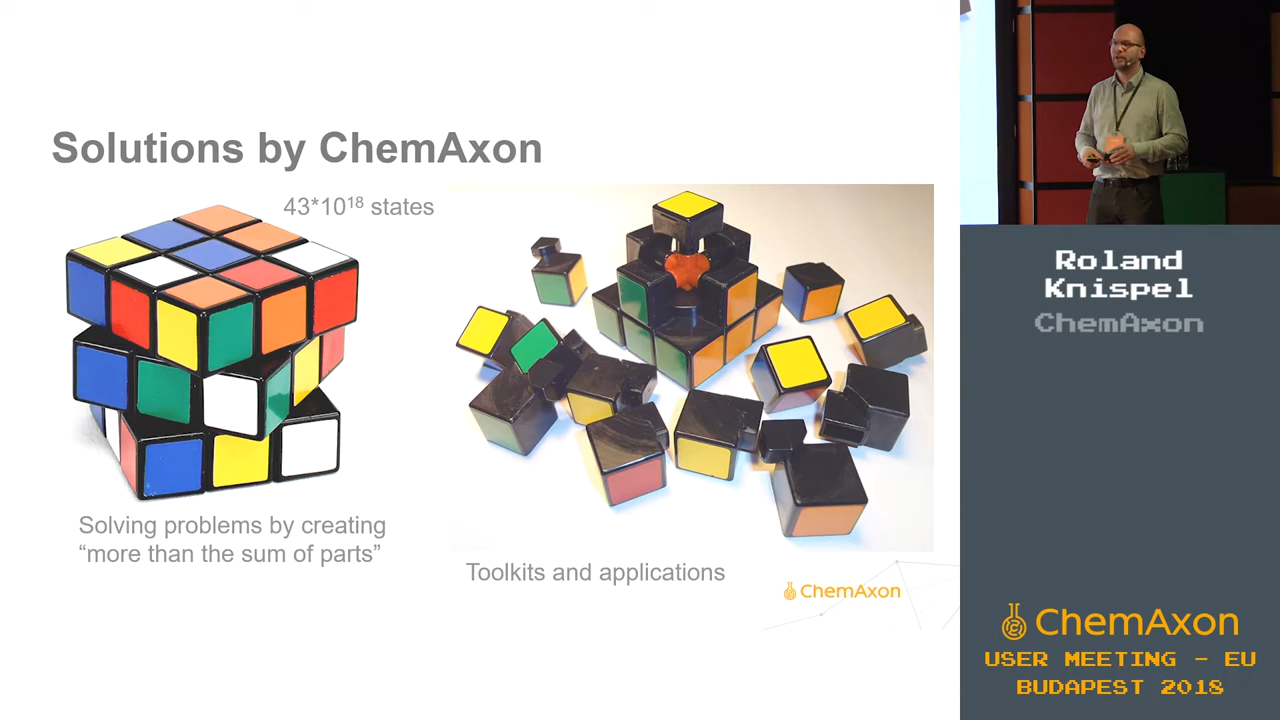 Solutions by ChemAxon
43*10¹⁸ states
Solving problems by creating
“more than the sum of parts”
Toolkits and applications
ChemAxon
Roland
Knispel
ChemAxon
ChemAxon
USER MEETING - EU
BUDAPEST 2018